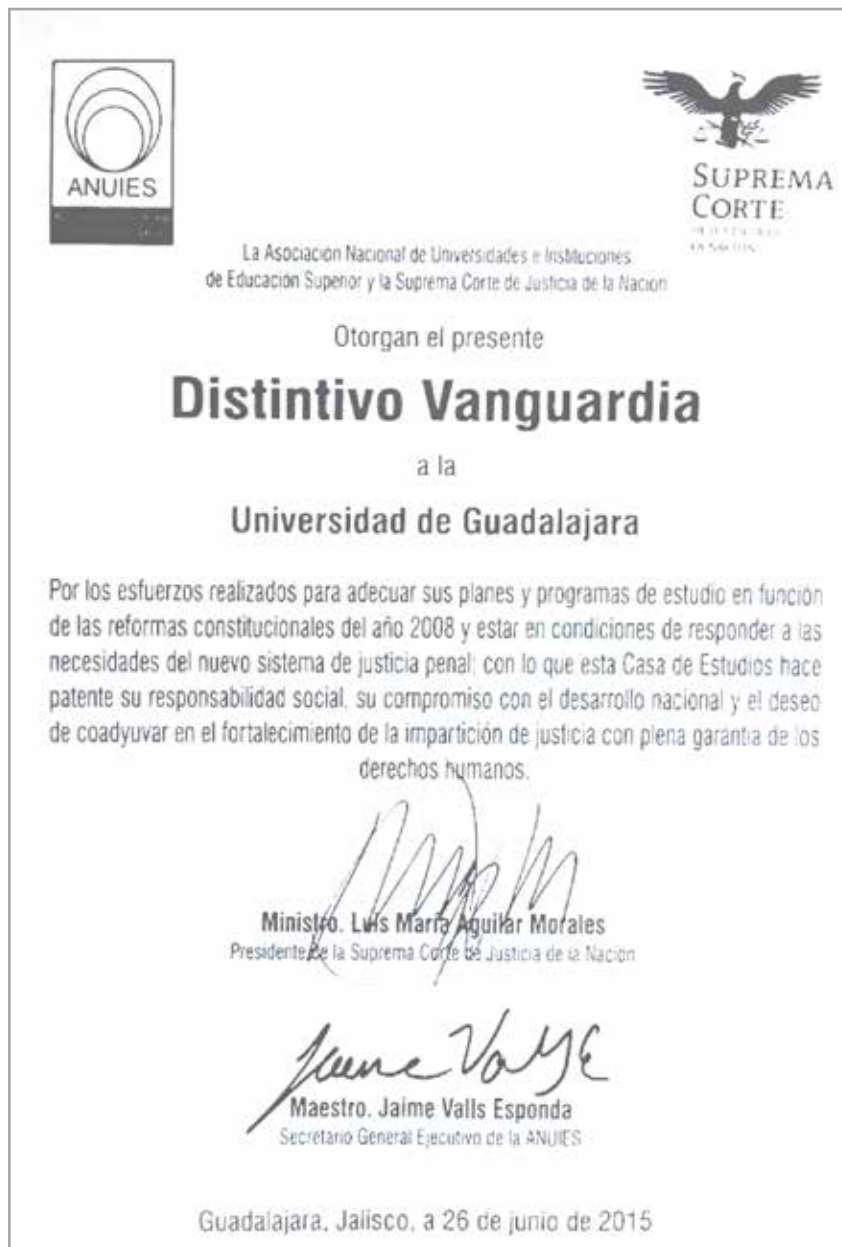 ANUIES
SUPREMA
CORTE
La Asociación Nacional de Universidades e Instituciones
de Educación Superior y la Suprema Corte de Justicia de la Nación
Otorgan el presente
Distintivo Vanguardia
a la
Universidad de Guadalajara
Por los esfuerzos realizados para adecuar sus planes y programas de estudio en función
de las reformas constitucionales del año 2008 y estar en condiciones de responder a las
necesidades del nuevo sistema de justicia penal; con lo que esta Casa de Estudios hace
patente su responsabilidad social, su compromiso con el desarrollo nacional y el deseo
de coadyuvar en el fortalecimiento de la impartición de justicia con plena garantía de los
derechos humanos.
Ministro. Luis María Aguilar Morales
Presidente de la Suprema Corte de Justicia de la Nación
Maestro. Jaime Valls Esponda
Secretario General Ejecutivo de la ANUIES
Guadalajara, Jalisco, a 26 de junio de 2015